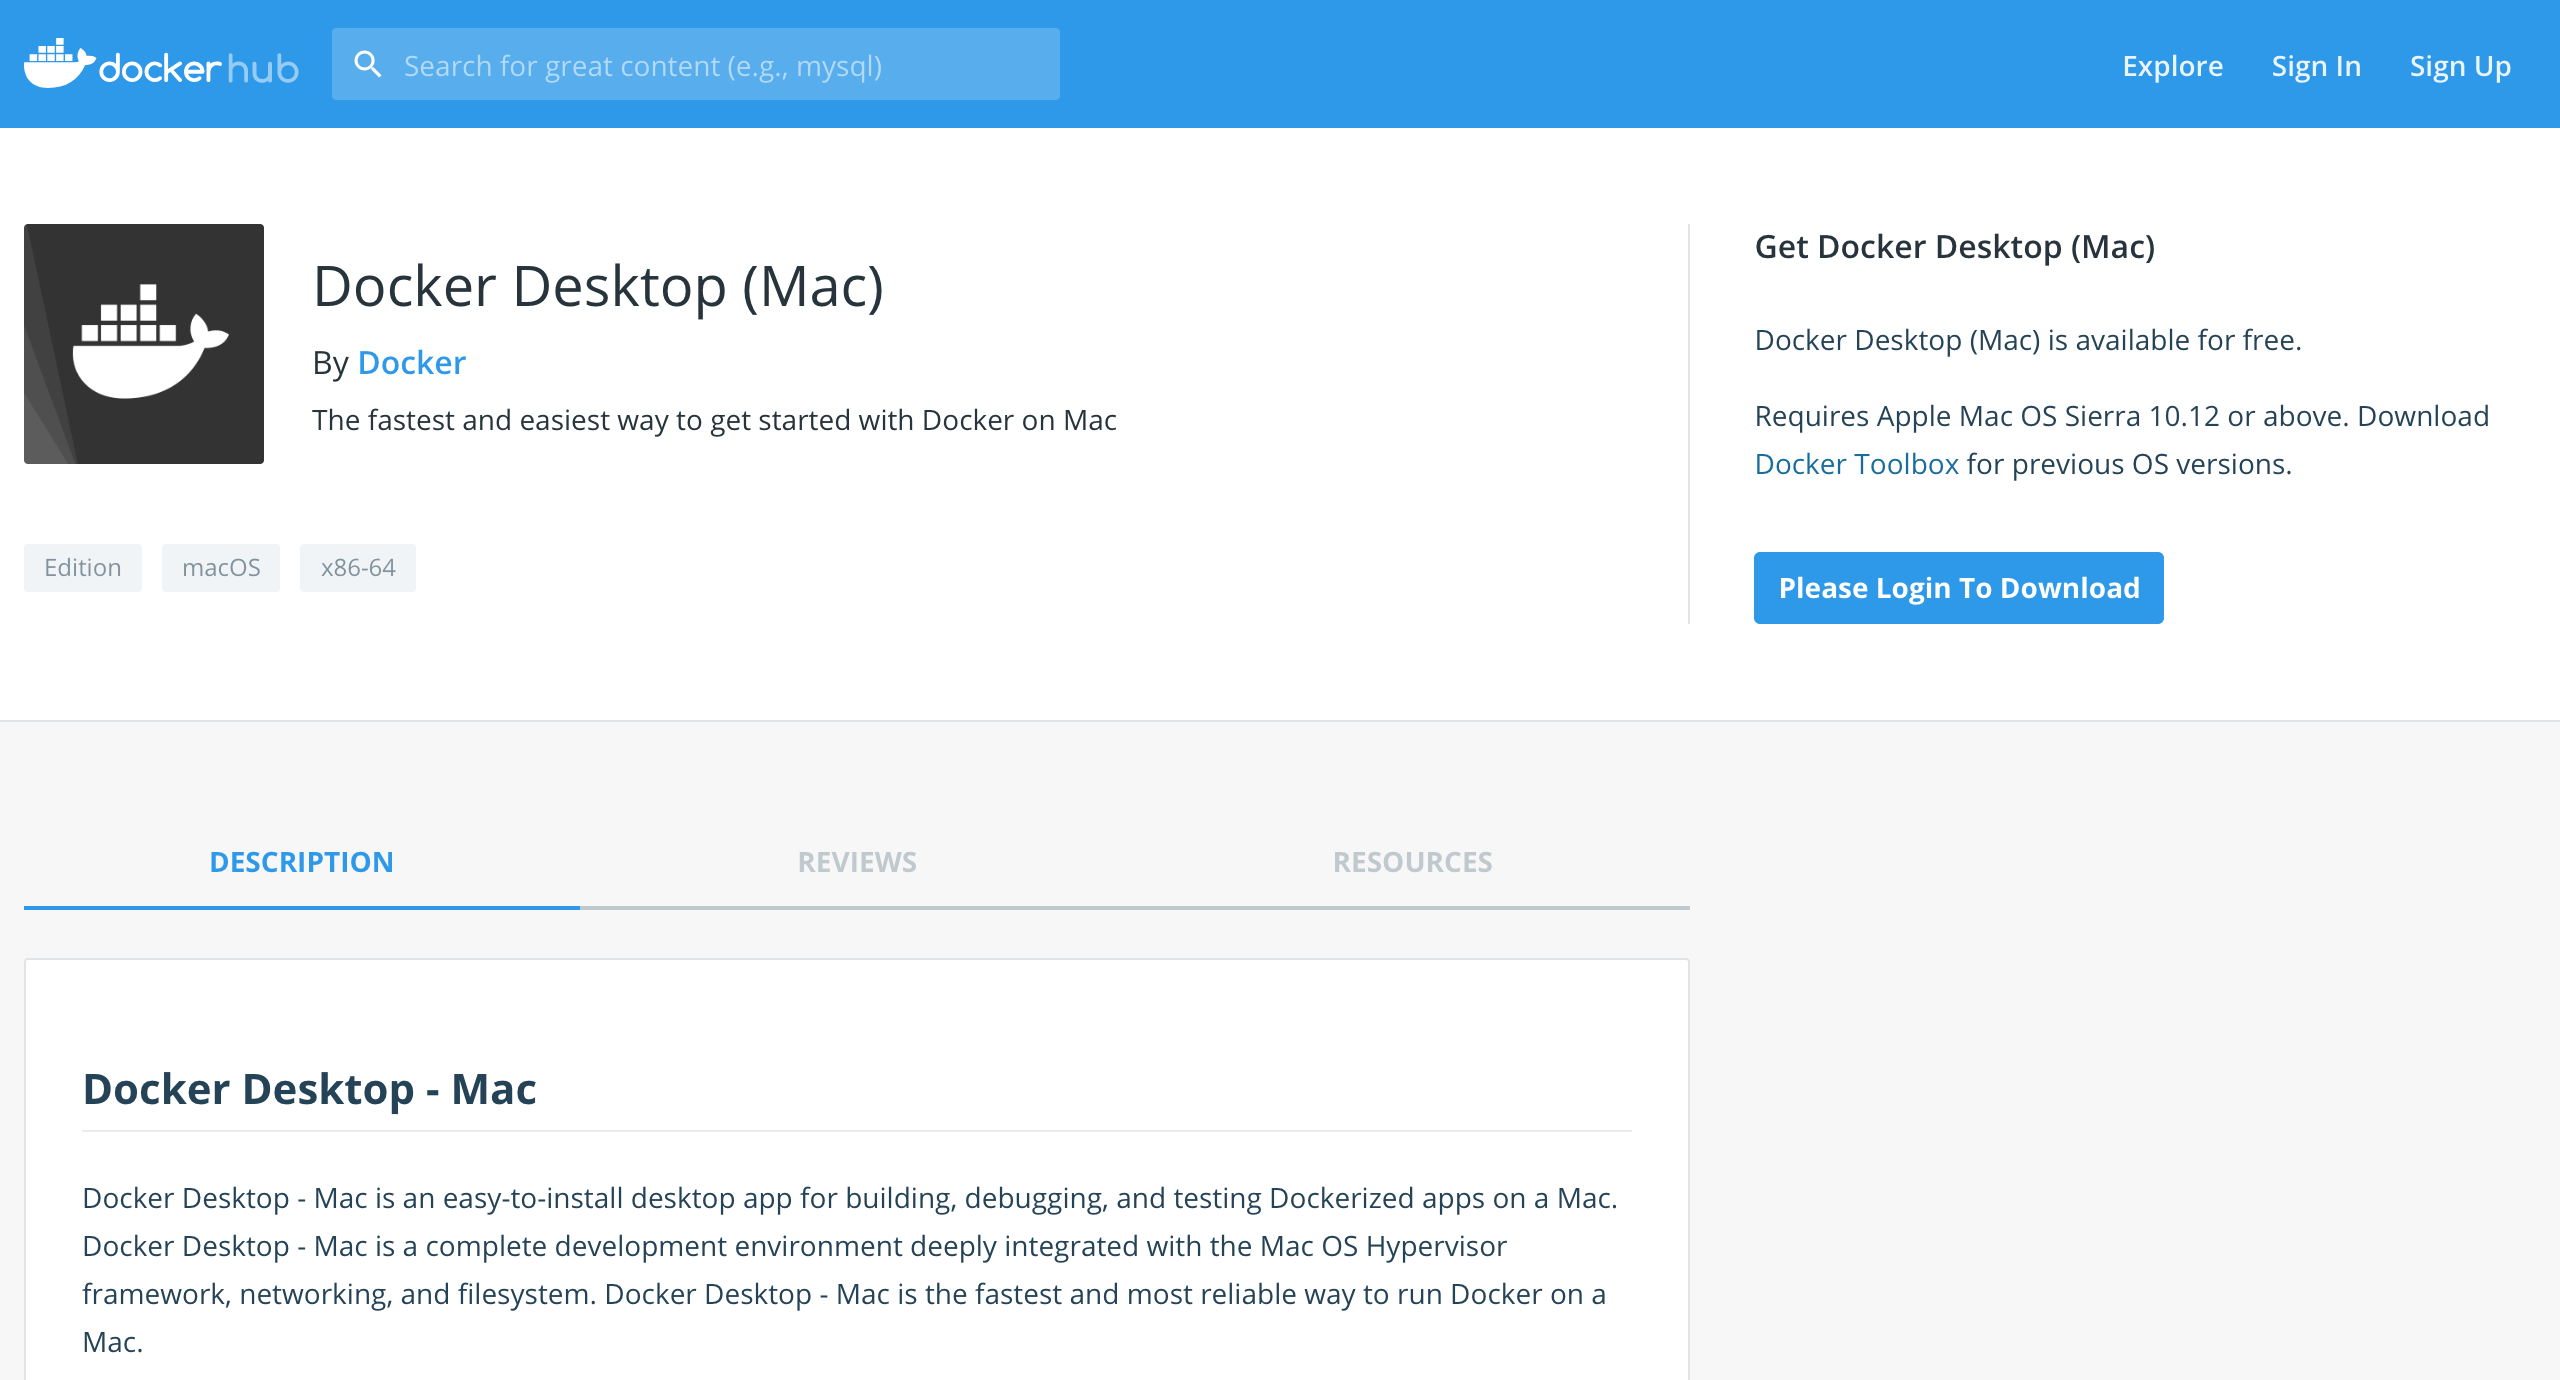 docker hub
Search for great content (e.g., mysql)
Explore
Sign In
Sign Up
Docker Desktop (Mac)
By Docker
The fastest and easiest way to get started with Docker on Mac
Edition
macOS
x86-64
Get Docker Desktop (Mac)
Docker Desktop (Mac) is available for free.
Requires Apple Mac OS Sierra 10.12 or above. Download
Docker Toolbox for previous OS versions.
Please Login To Download
DESCRIPTION
REVIEWS
RESOURCES
Docker Desktop - Mac
Docker Desktop - Mac is an easy-to-install desktop app for building, debugging, and testing Dockerized apps on a Mac.
Docker Desktop - Mac is a complete development environment deeply integrated with the Mac OS Hypervisor
framework, networking, and filesystem. Docker Desktop - Mac is the fastest and most reliable way to run Docker on a
Mac.